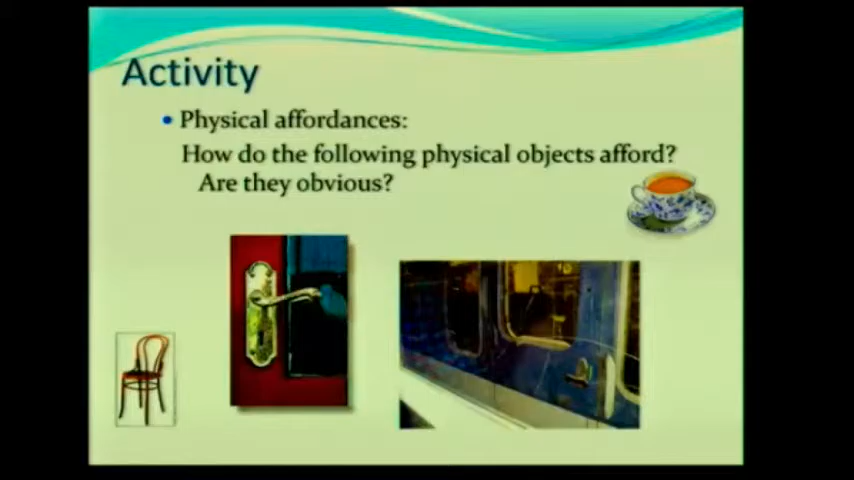 Activity
Physical affordances:
How do the following physical objects afford?
Are they obvious?